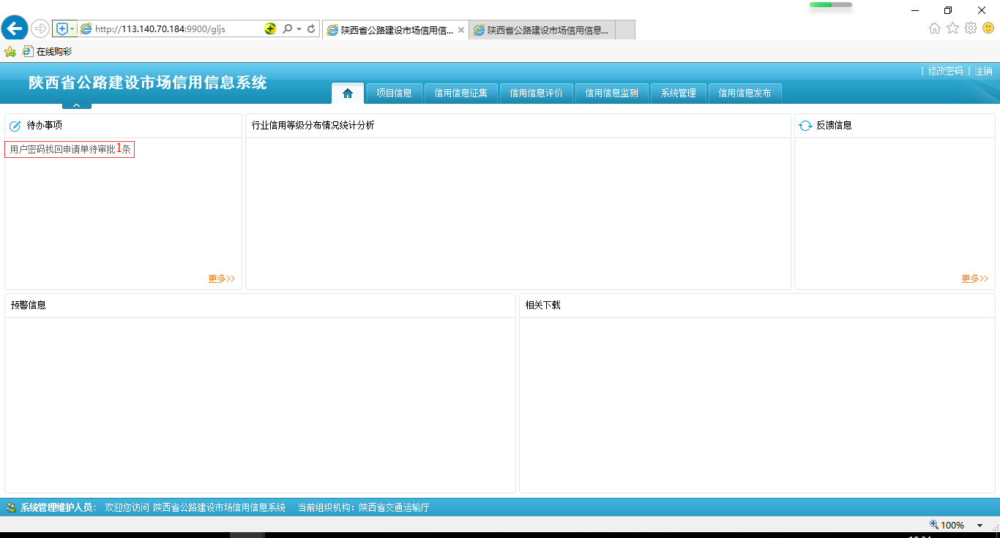 http://113.140.70.184:9900/gljs
陕西省公路建设市场信用信...
陕西省公路建设市场信用信息...
在线购彩
陕西省公路建设市场信用信息系统
| 修改密码 | 注销
项目信息
信用信息征集
信用信息评价
信用信息监测
系统管理
信用信息发布
待办事项
行业信用等级分布情况统计分析
反馈信息
用户密码找回申请单待审批1条
更多>>
更多>>
预警信息
相关下载
系统管理维护人员： 欢迎您访问 陕西省公路建设市场信用信息系统 当前组织机构：陕西省交通运输厅
100%